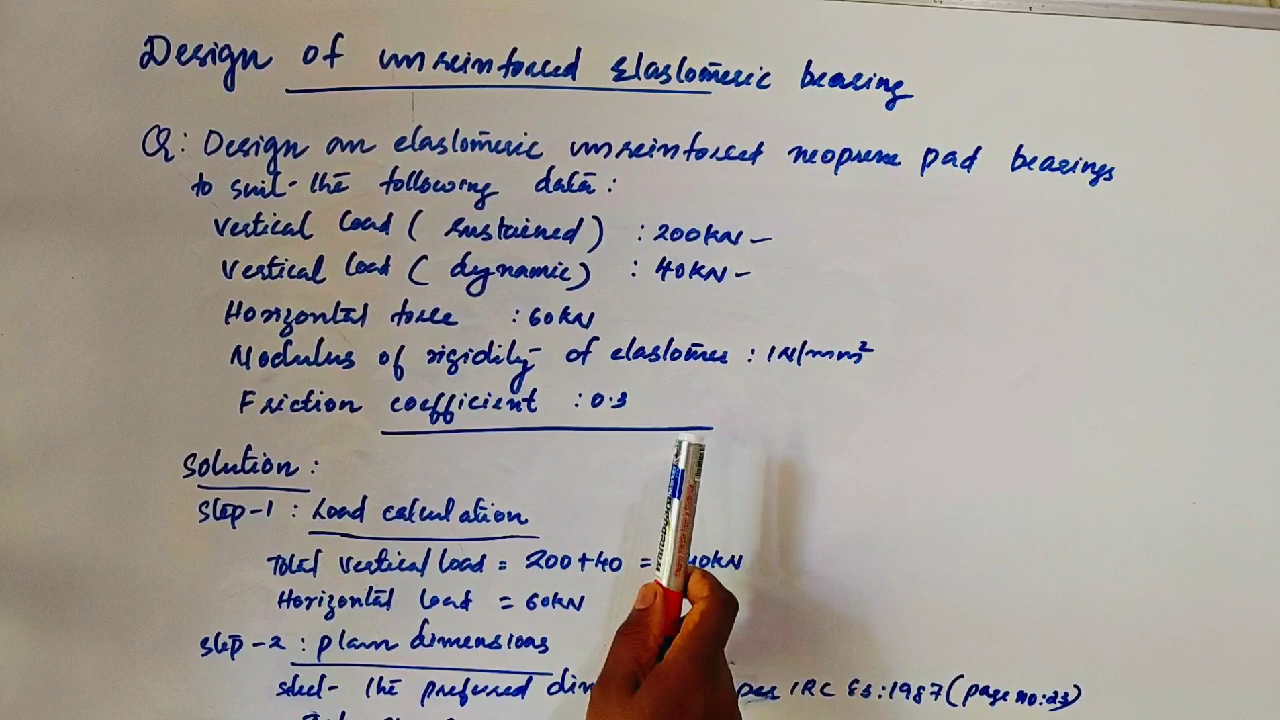 Design of unreinforced Elastomeric bearing
Q: Design an elastomeric unreinforced neoprene pad bearings
to suit the following data:
Vertical load (sustained) : 200kN -
Vertical load (dynamic) : 40kN -
Horizontal force : 60kN
Modulus of rigidity of elastomer : 1N/mm²
Friction coefficient : 0.3
Solution :
Step-1 : Load calculation
Total vertical load = 200+40 = 40kN
Horizontal load = 60kN
Step-2 : plan dimensions
the preferred dim per IRC 83:1987 (page no:23)